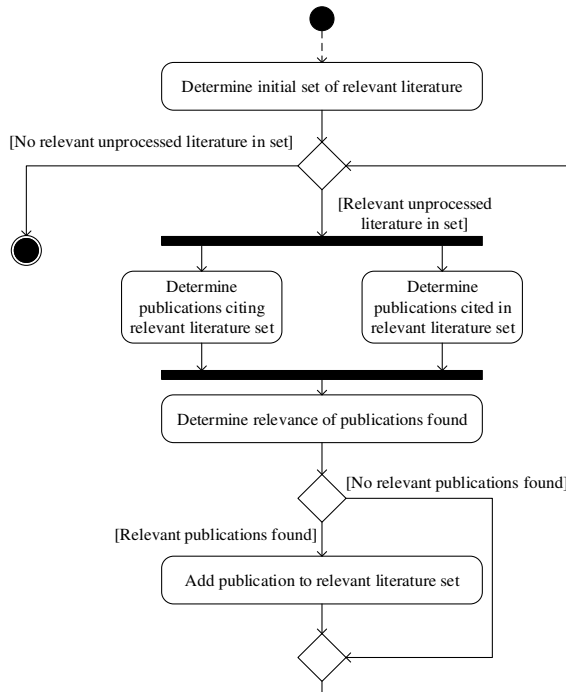 Determine initial set of relevant literature
[No relevant unprocessed literature in set]
[Relevant unprocessed
literature in set]
Determine
publications citing
relevant literature set
Determine
publications cited in
relevant literature set
Determine relevance of publications found
[No relevant publications found]
[Relevant publications found]
Add publication to relevant literature set